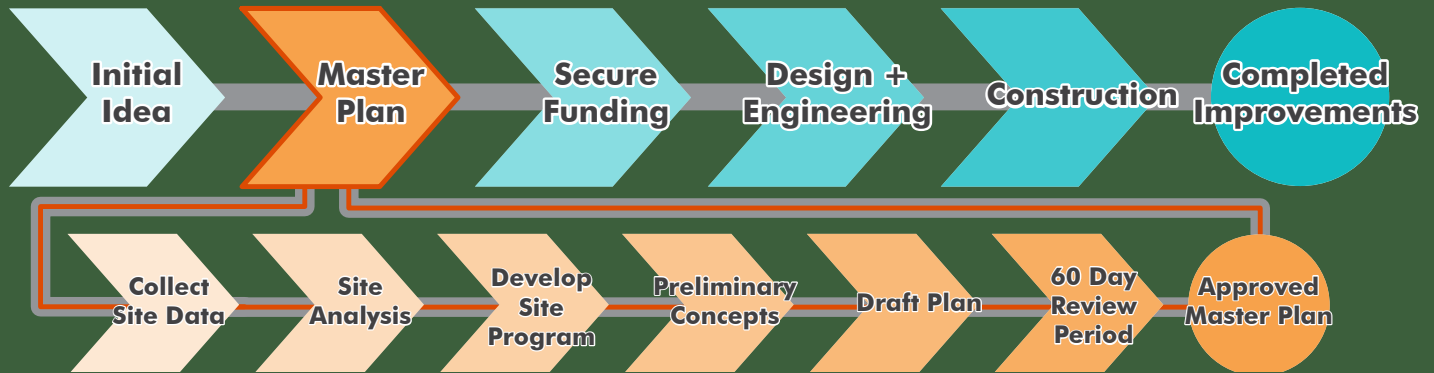 Initial
Idea
Master
Plan
Secure
Funding
Design +
Engineering
Construction
Completed
Improvements
Collect
Site Data
Site
Analysis
Develop
Site
Program
Preliminary
Concepts
Draft Plan
60 Day
Review
Period
Approved
Master Plan